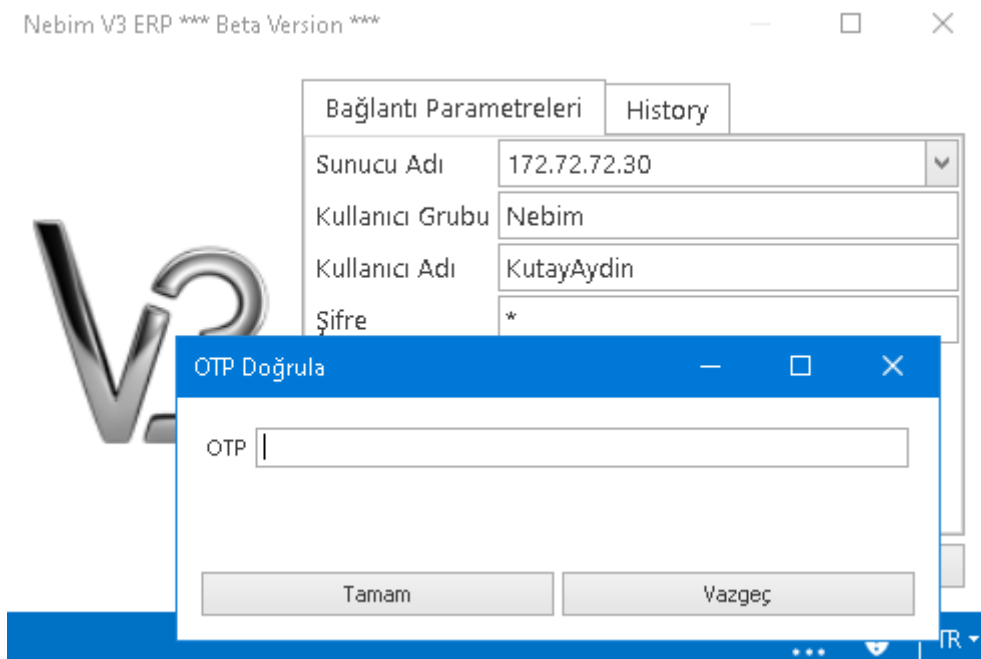 Nebim V3 ERP *** Beta Version ***
Bağlantı Parametreleri
History
Sunucu Adı
172.72.72.30
Kullanıcı Grubu
Nebim
Kullanıcı Adı
KutayAydin
Şifre
*
V3
OTP Doğrula
OTP
Tamam
Vazgeç
TR